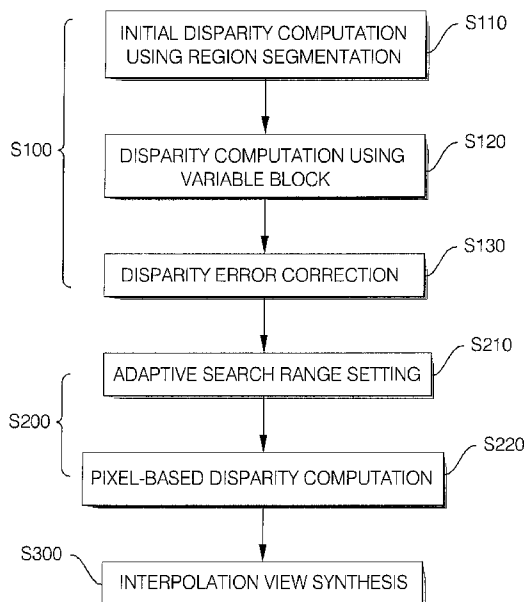 INITIAL DISPARITY COMPUTATION
USING REGION SEGMENTATION
S110
S100
DISPARITY COMPUTATION USING
VARIABLE BLOCK
S120
DISPARITY ERROR CORRECTION
S130
ADAPTIVE SEARCH RANGE SETTING
S210
S200
PIXEL-BASED DISPARITY COMPUTATION
S220
S300
INTERPOLATION VIEW SYNTHESIS